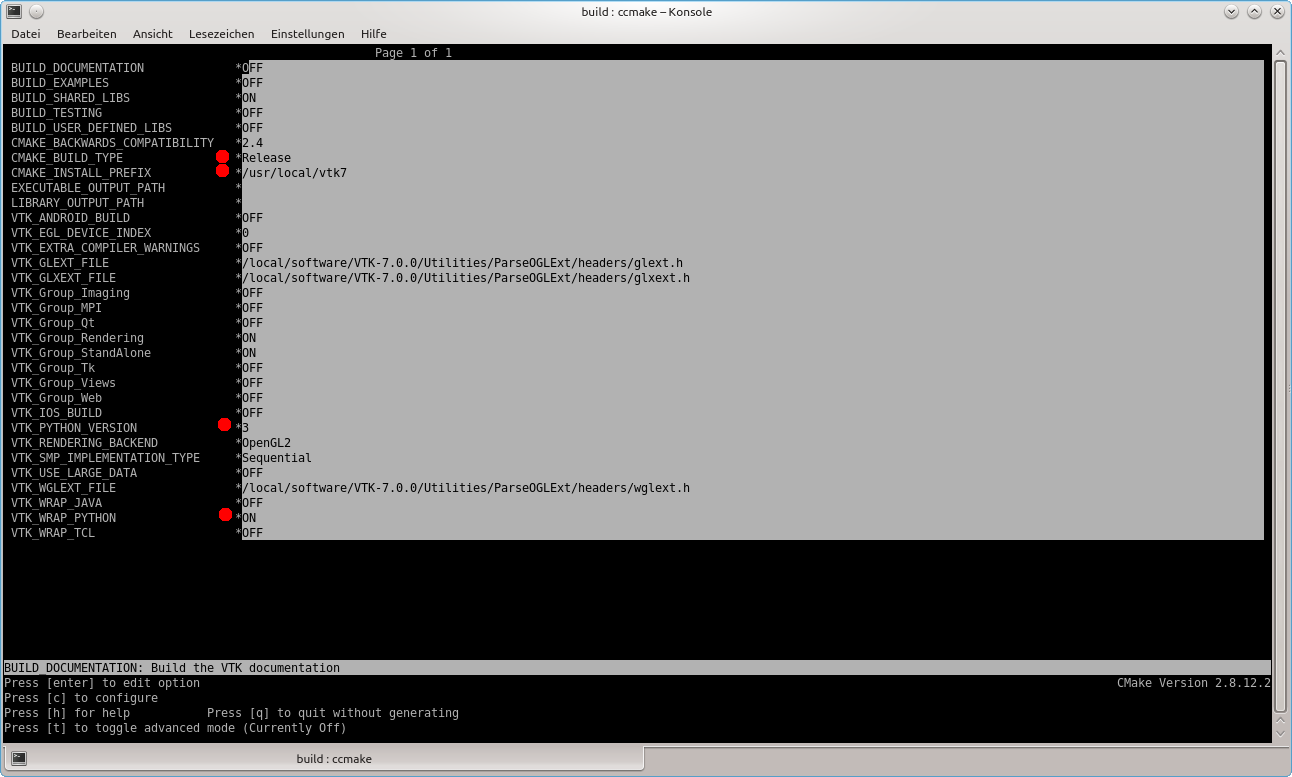 build : ccmake – Konsole
Datei Bearbeiten Ansicht Lesezeichen Einstellungen Hilfe
Page 1 of 1
BUILD_DOCUMENTATION *OFF
BUILD_EXAMPLES *OFF
BUILD_SHARED_LIBS *ON
BUILD_TESTING *OFF
BUILD_USER_DEFINED_LIBS *OFF
CMAKE_BACKWARDS_COMPATIBILITY *2.4
CMAKE_BUILD_TYPE *Release
CMAKE_INSTALL_PREFIX */usr/local/vtk7
EXECUTABLE_OUTPUT_PATH *
LIBRARY_OUTPUT_PATH *
VTK_ANDROID_BUILD *OFF
VTK_EGL_DEVICE_INDEX *0
VTK_EXTRA_COMPILER_WARNINGS *OFF
VTK_GLEXT_FILE */local/software/VTK-7.0.0/Utilities/ParseOGLExt/headers/glext.h
VTK_GLXEXT_FILE */local/software/VTK-7.0.0/Utilities/ParseOGLExt/headers/glxext.h
VTK_Group_Imaging *OFF
VTK_Group_MPI *OFF
VTK_Group_Qt *OFF
VTK_Group_Rendering *ON
VTK_Group_StandAlone *ON
VTK_Group_Tk *OFF
VTK_Group_Views *OFF
VTK_Group_Web *OFF
VTK_IOS_BUILD *OFF
VTK_PYTHON_VERSION *3
VTK_RENDERING_BACKEND *OpenGL2
VTK_SMP_IMPLEMENTATION_TYPE *Sequential
VTK_USE_LARGE_DATA *OFF
VTK_WGLEXT_FILE */local/software/VTK-7.0.0/Utilities/ParseOGLExt/headers/wglext.h
VTK_WRAP_JAVA *OFF
VTK_WRAP_PYTHON *ON
VTK_WRAP_TCL *OFF
BUILD_DOCUMENTATION: Build the VTK documentation
Press [enter] to edit option CMake Version 2.8.12.2
Press [c] to configure
Press [h] for help Press [q] to quit without generating
Press [t] to toggle advanced mode (Currently Off)
build : ccmake